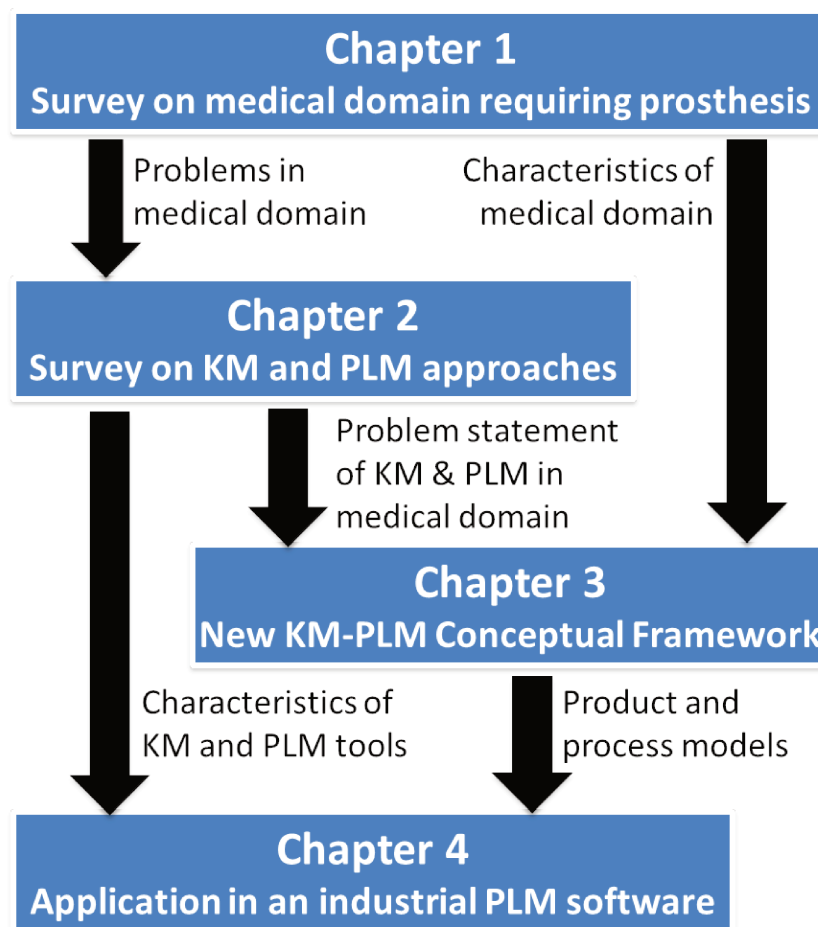 Chapter 1
Survey on medical domain requiring prosthesis
Problems in
medical domain
Characteristics of
medical domain
Chapter 2
Survey on KM and PLM approaches
Problem statement
of KM & PLM in
medical domain
Chapter 3
New KM-PLM Conceptual Framework
Characteristics of
KM and PLM tools
Product and
process models
Chapter 4
Application in an industrial PLM software